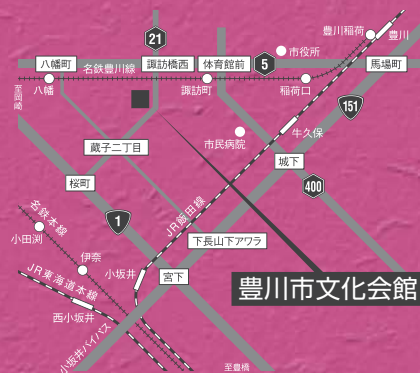 豊川稲荷
豊川
21
市役所
八幡町
名鉄豊川線
諏訪橋西
体育館前
5
馬場町
八幡
諏訪町
稲荷口
至岡崎
151
牛久保
市民病院
蔵子二丁目
城下
桜町
400
名鉄本線
1
JR飯田線
小田渕
下長山下アワラ
伊奈
小坂井
宮下
JR東海道本線
豊川市文化会館
西小坂井
小坂井バイパス
至豊橋